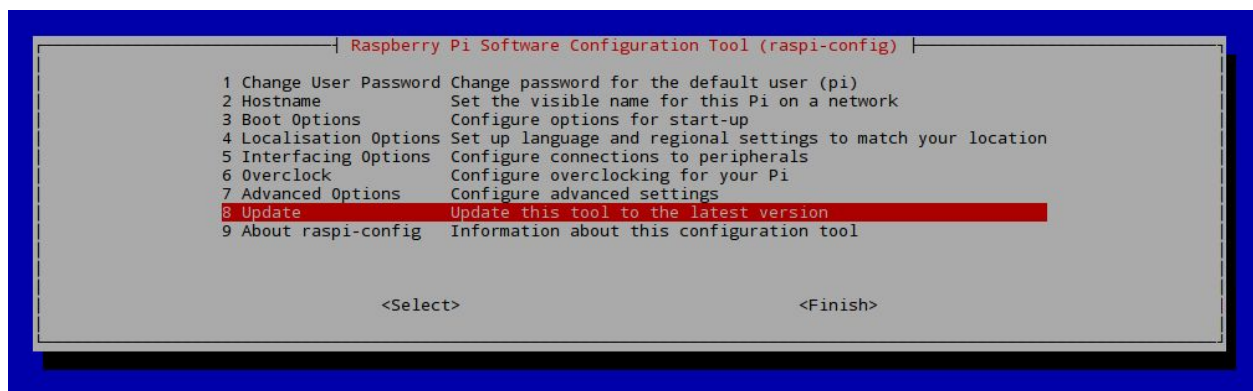 Raspberry Pi Software Configuration Tool (raspi-config)
1 Change User Password Change password for the default user (pi)
2 Hostname Set the visible name for this Pi on a network
3 Boot Options Configure options for start-up
4 Localisation Options Set up language and regional settings to match your location
5 Interfacing Options Configure connections to peripherals
6 Overclock Configure overclocking for your Pi
7 Advanced Options Configure advanced settings
8 Update Update this tool to the latest version
9 About raspi-config Information about this configuration tool
<Select> <Finish>